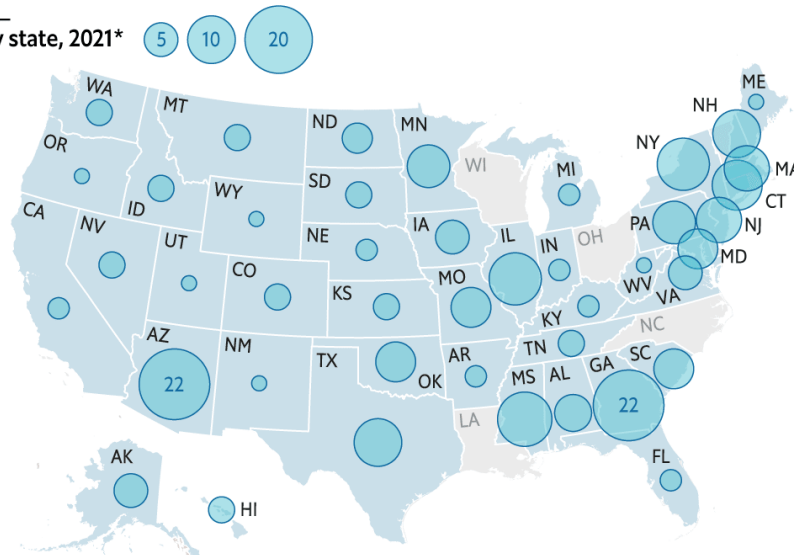 y state, 2021*
5
10
20
WA
MT
ND
MN
ME
NH
OR
NY
WI
MI
MA
ID
WY
SD
CT
CA
NV
UT
NE
IA
IL
IN
OH
PA
NJ
MD
CO
KS
MO
WV
VA
KY
AZ
NM
TX
OK
AR
TN
NC
22
MS
AL
GA
SC
22
LA
AK
HI
FL